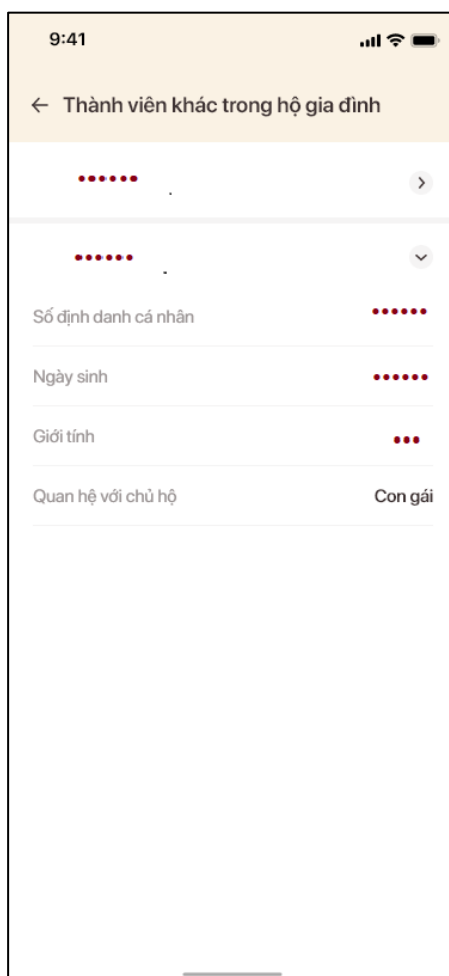 9:41
Thành viên khác trong hộ gia đình
••••••
.
••••••
.
Số định danh cá nhân ••••••
Ngày sinh ••••••
Giới tính •••
Quan hệ với chủ hộ Con gái